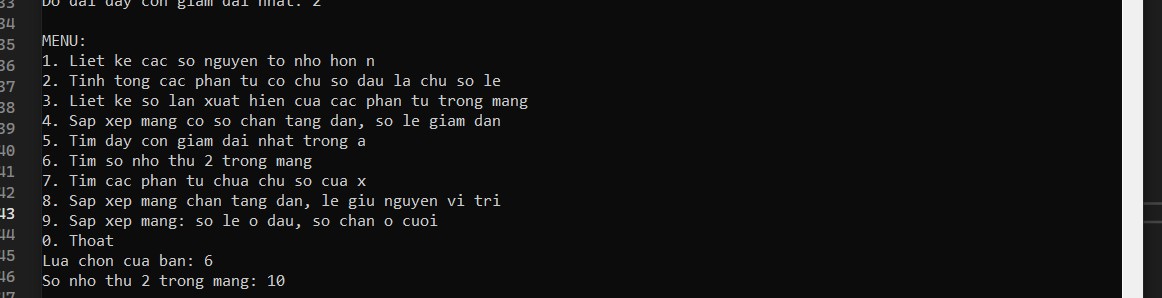 33 Do dai day con giam dai nhat: 2
34
35 MENU:
36 1. Liet ke cac so nguyen to nho hon n
37 2. Tinh tong cac phan tu co chu so dau la chu so le
38 3. Liet ke so lan xuat hien cua cac phan tu trong mang
39 4. Sap xep mang co so chan tang dan, so le giam dan
40 5. Tim day con giam dai nhat trong a
41 6. Tim so nho thu 2 trong mang
42 7. Tim cac phan tu chua chu so cua x
43 8. Sap xep mang chan tang dan, le giu nguyen vi tri
44 9. Sap xep mang: so le o dau, so chan o cuoi
45 0. Thoat
46 Lua chon cua ban: 6
47 So nho thu 2 trong mang: 10